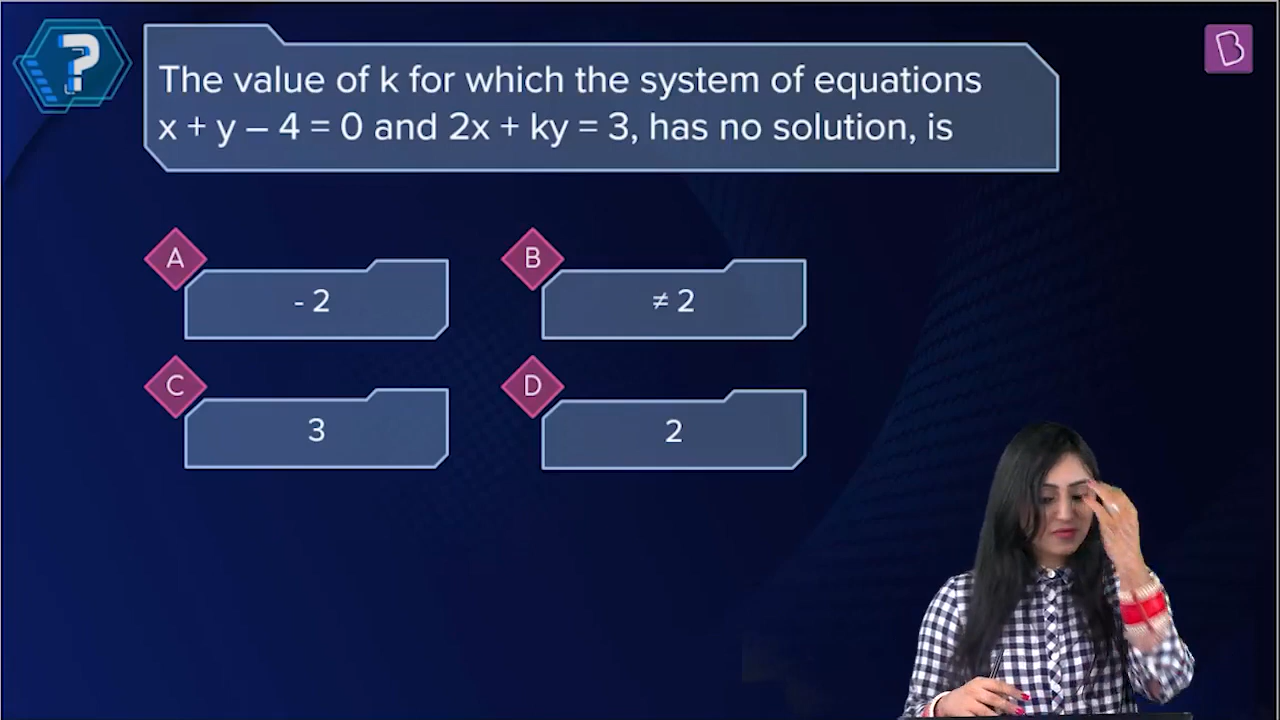 ?
The value of k for which the system of equations
x + y – 4 = 0 and 2x + ky = 3, has no solution, is
B
A
- 2
B
≠ 2
C
3
D
2